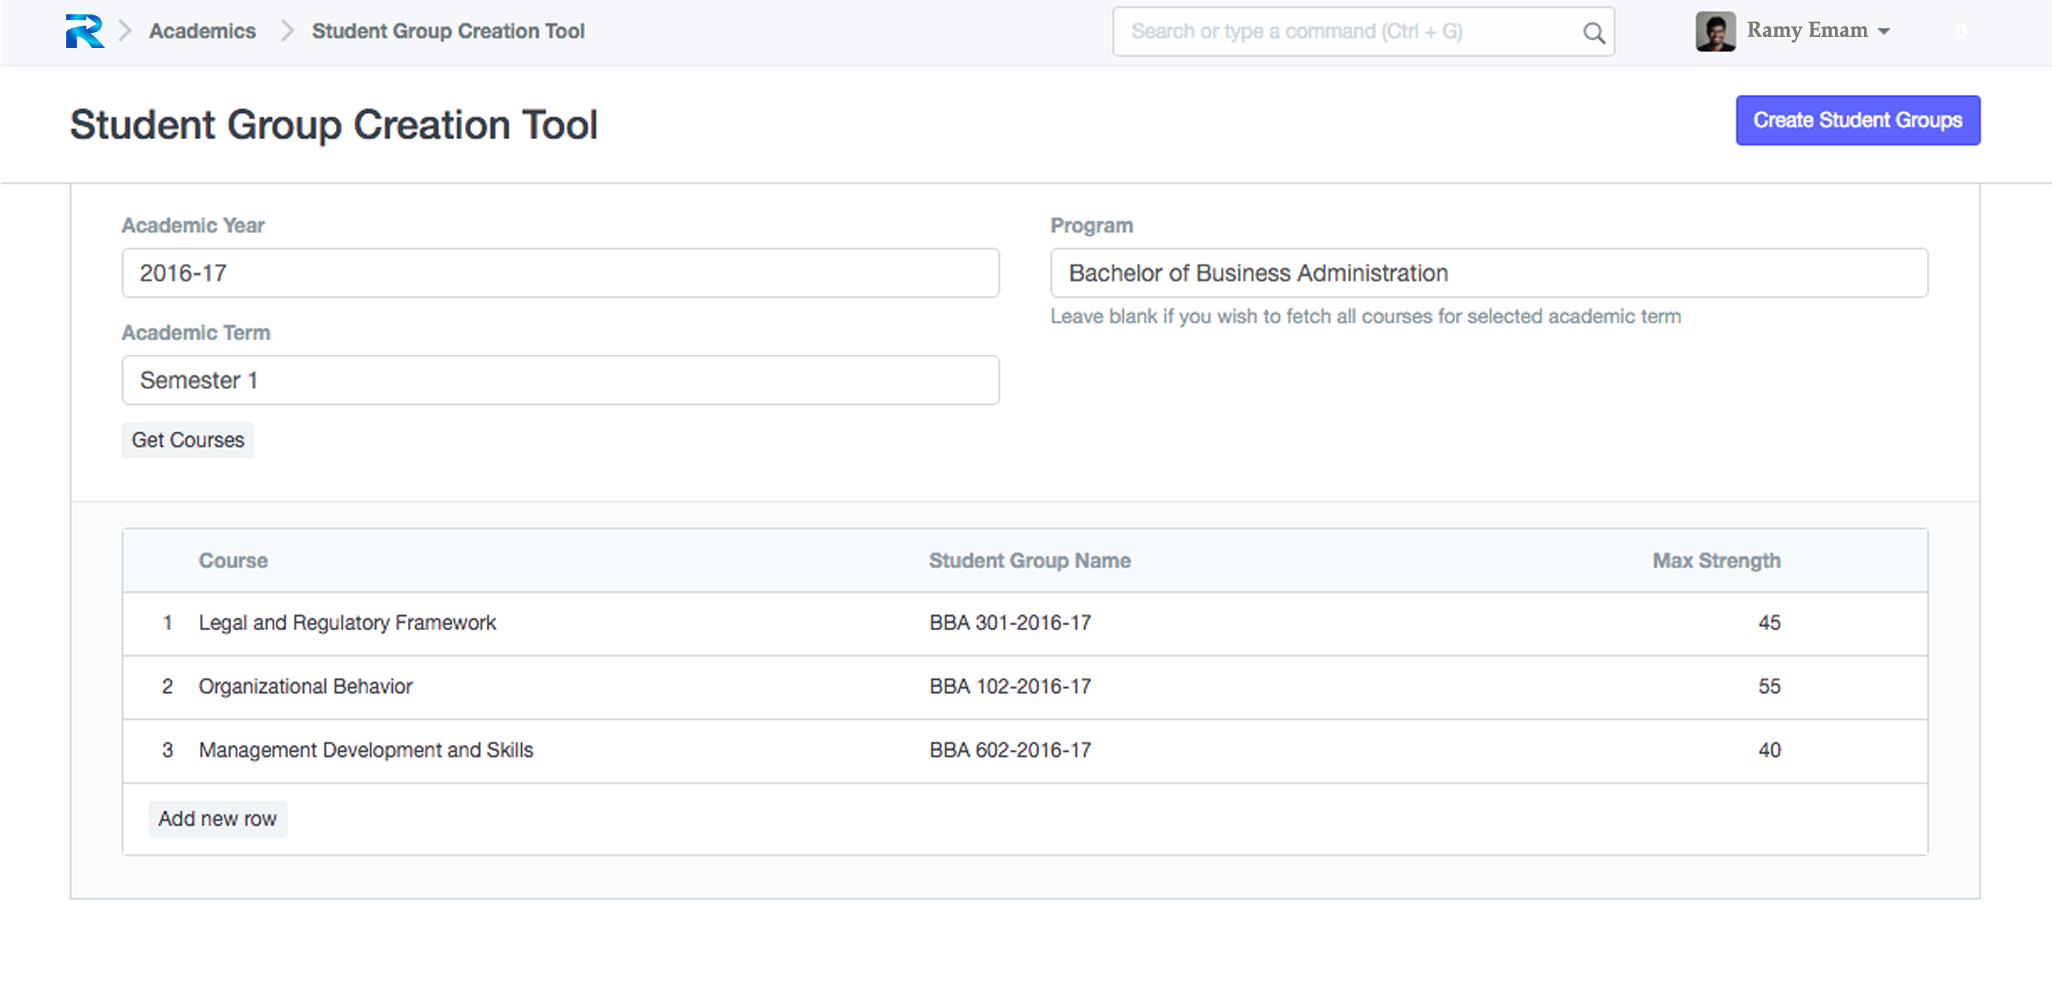 Academics
Student Group Creation Tool
Search or type a command (Ctrl + G)
Ramy Emam
0
Student Group Creation Tool
Create Student Groups
Academic Year
Program
2016-17
Bachelor of Business Administration
Leave blank if you wish to fetch all courses for selected academic term
Academic Term
Semester 1
Get Courses
Course Student Group Name Max Strength
1 Legal and Regulatory Framework BBA 301-2016-17 45
2 Organizational Behavior BBA 102-2016-17 55
3 Management Development and Skills BBA 602-2016-17 40
Add new row